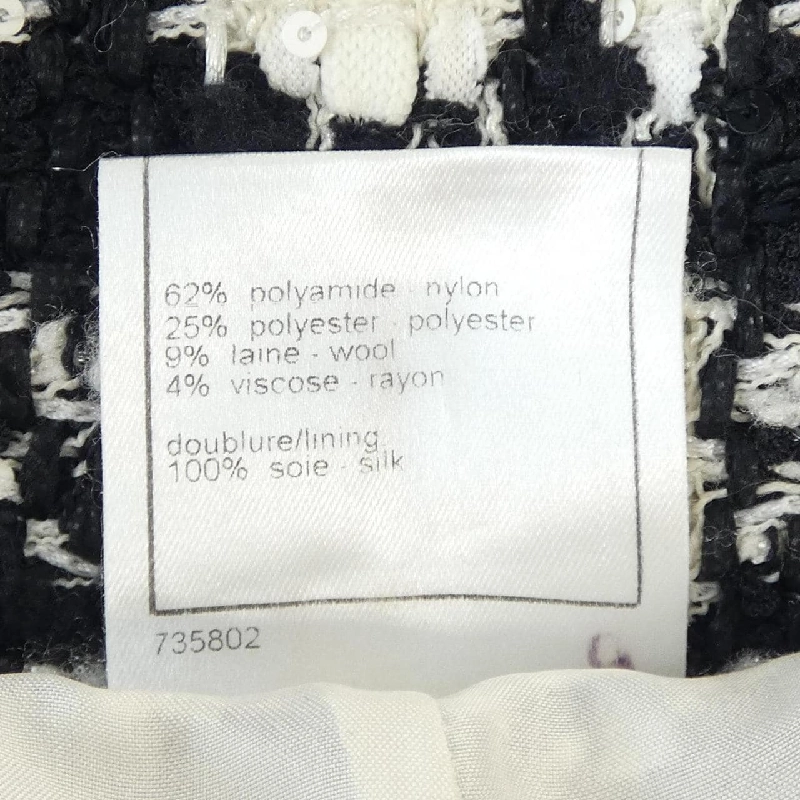 62% polyamide - nylon
25% polyester - polyester
9% laine - wool
4% viscose - rayon
doublure/lining
100% soie - silk
735802